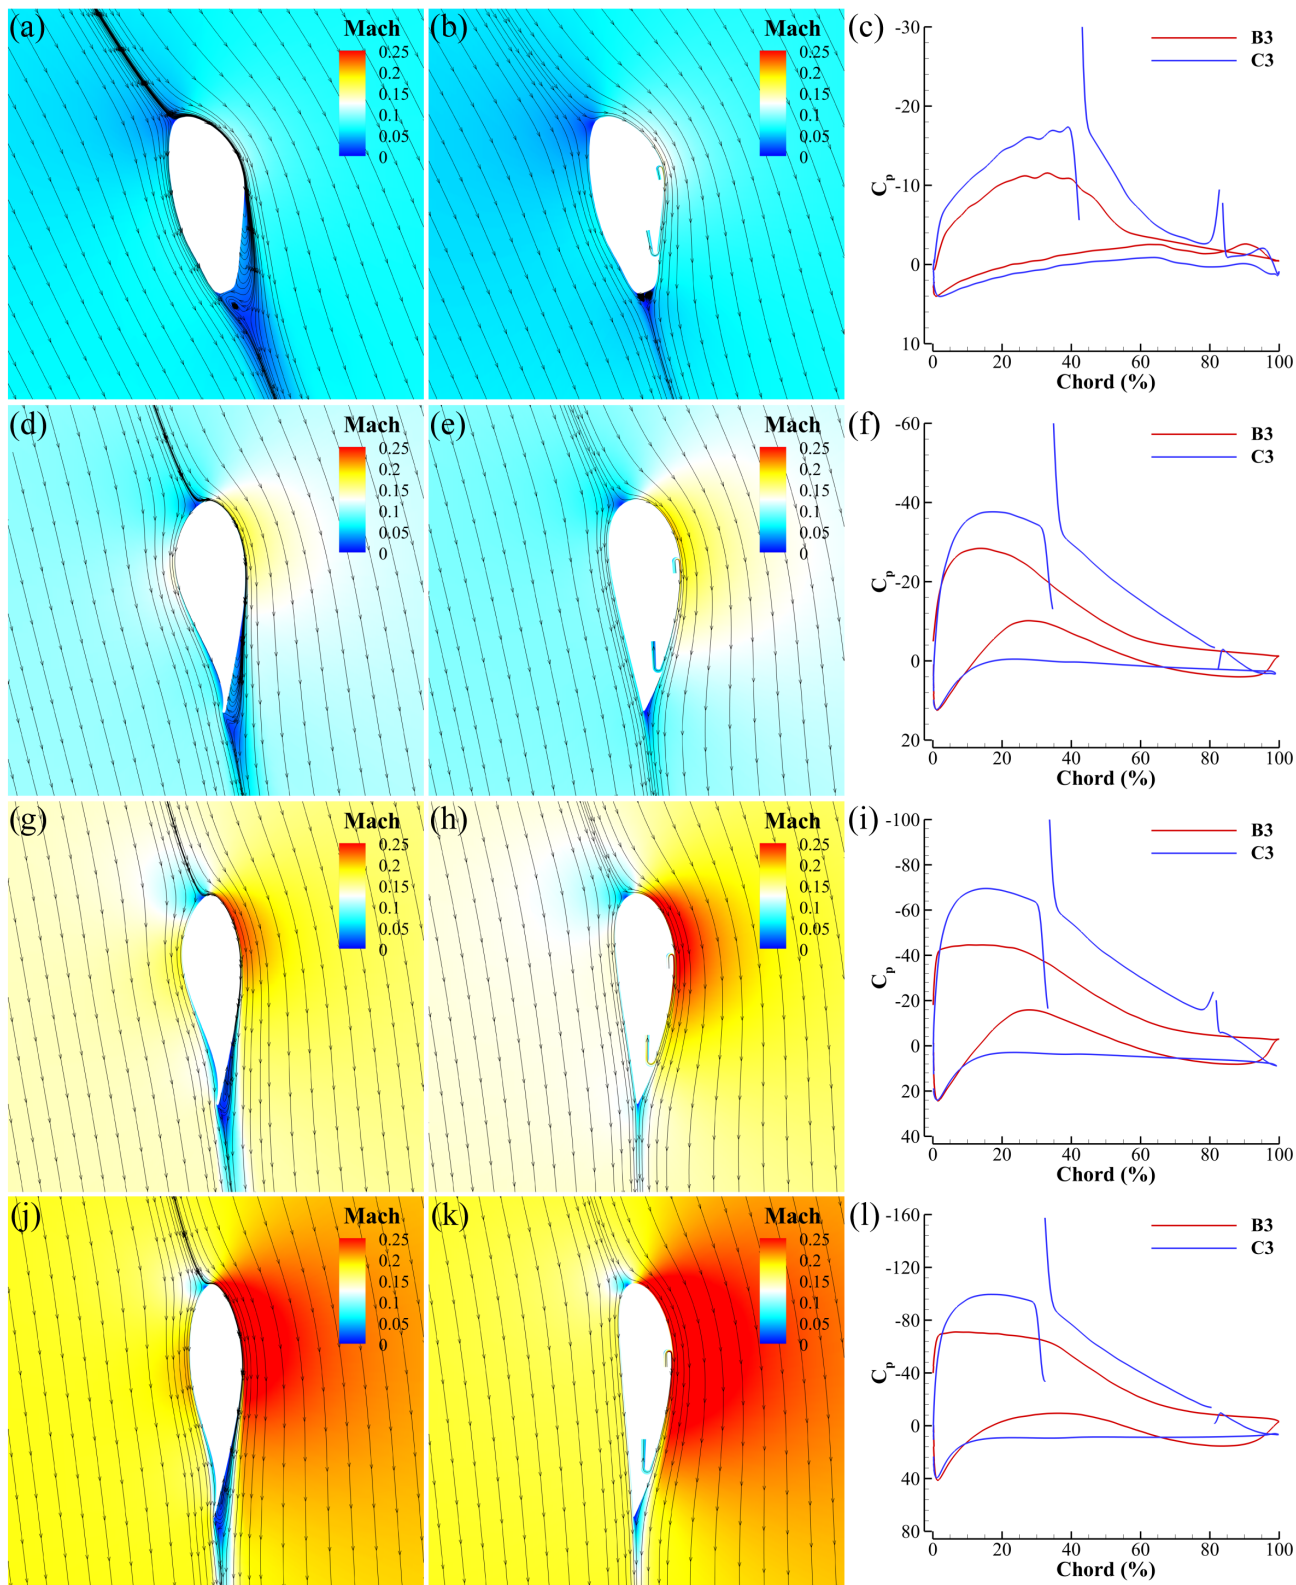 (a)
Mach
0.25
0.2
0.15
0.1
0.05
0
(b)
Mach
0.25
0.2
0.15
0.1
0.05
0
(c)
-30
-20
-10
0
10
Cp
B3
C3
0 20 40 60 80 100
Chord (%)
(d)
Mach
0.25
0.2
0.15
0.1
0.05
0
(e)
Mach
0.25
0.2
0.15
0.1
0.05
0
(f)
-60
-40
-20
0
20
Cp
B3
C3
0 20 40 60 80 100
Chord (%)
(g)
Mach
0.25
0.2
0.15
0.1
0.05
0
(h)
Mach
0.25
0.2
0.15
0.1
0.05
0
(i)
-100
-80
-60
-40
-20
0
20
40
Cp
B3
C3
0 20 40 60 80 100
Chord (%)
(j)
Mach
0.25
0.2
0.15
0.1
0.05
0
(k)
Mach
0.25
0.2
0.15
0.1
0.05
0
(l)
-160
-120
-80
-40
0
40
80
Cp
B3
C3
0 20 40 60 80 100
Chord (%)